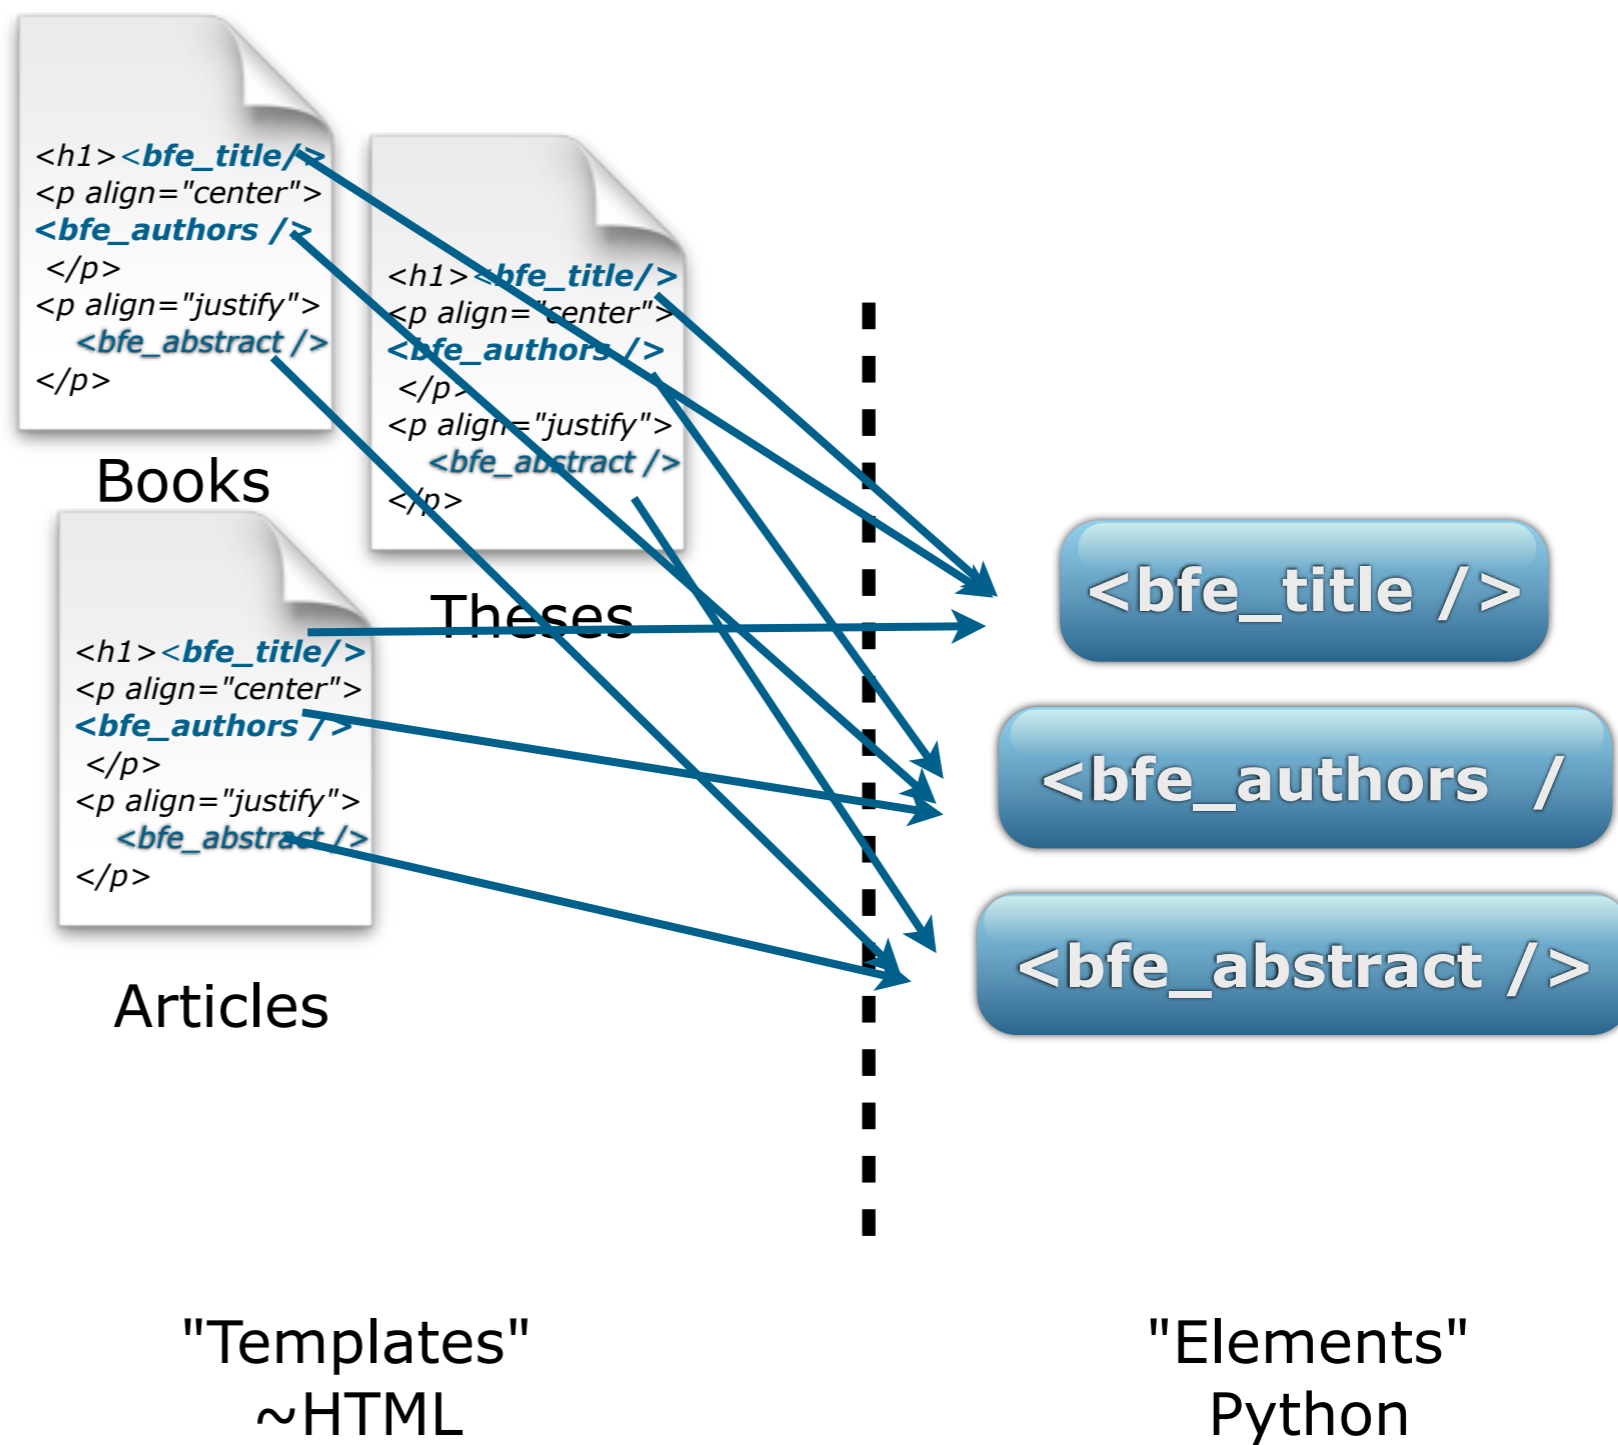 <h1><bfe_title/>
<p align="center">
<bfe_authors />
</p>
<p align="justify">
<bfe_abstract />
</p>
Books
<h1><bfe_title/>
<p align="center">
<bfe_authors />
</p>
<p align="justify">
<bfe_abstract />
</p>
Theses
<h1><bfe_title/>
<p align="center">
<bfe_authors />
</p>
<p align="justify">
<bfe_abstract />
</p>
Articles
<bfe_title />
<bfe_authors /
<bfe_abstract />
"Templates"
~HTML
"Elements"
Python